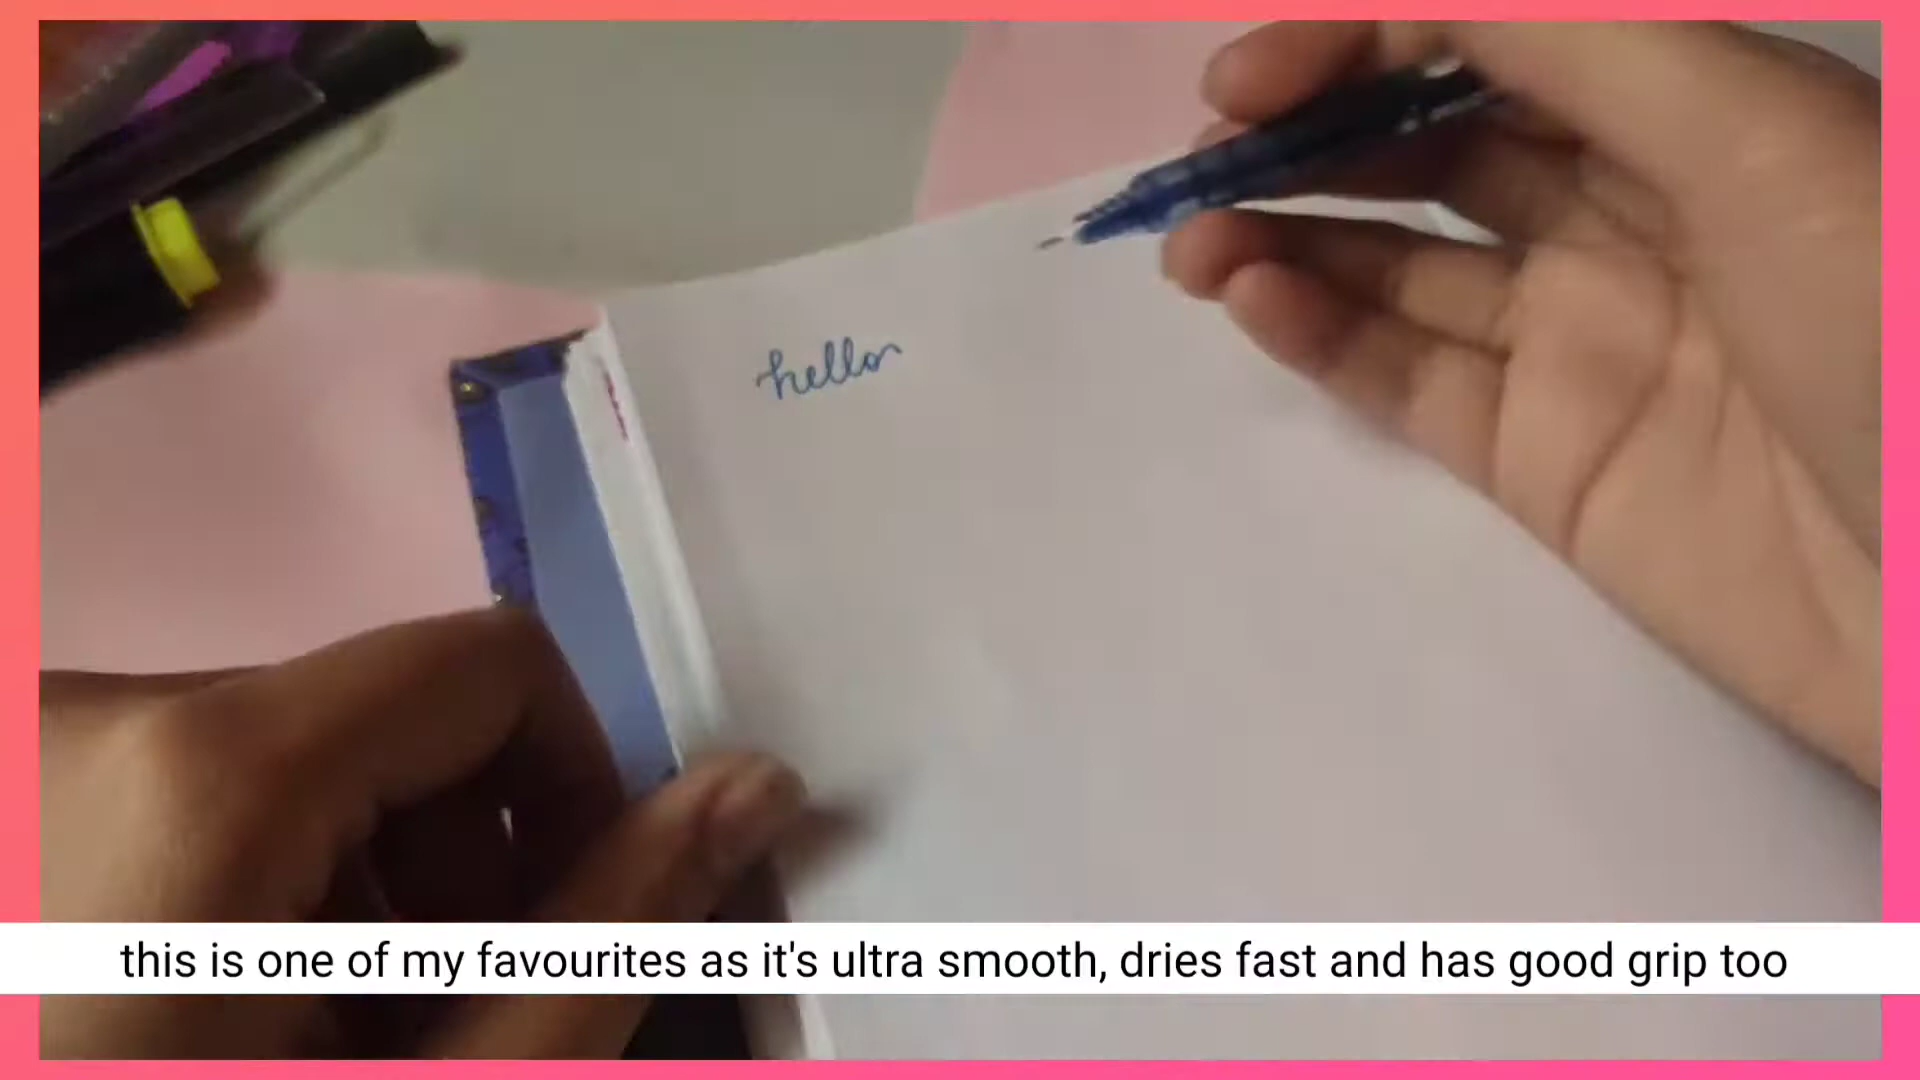 hello
this is one of my favourites as it's ultra smooth, dries fast and has good grip too